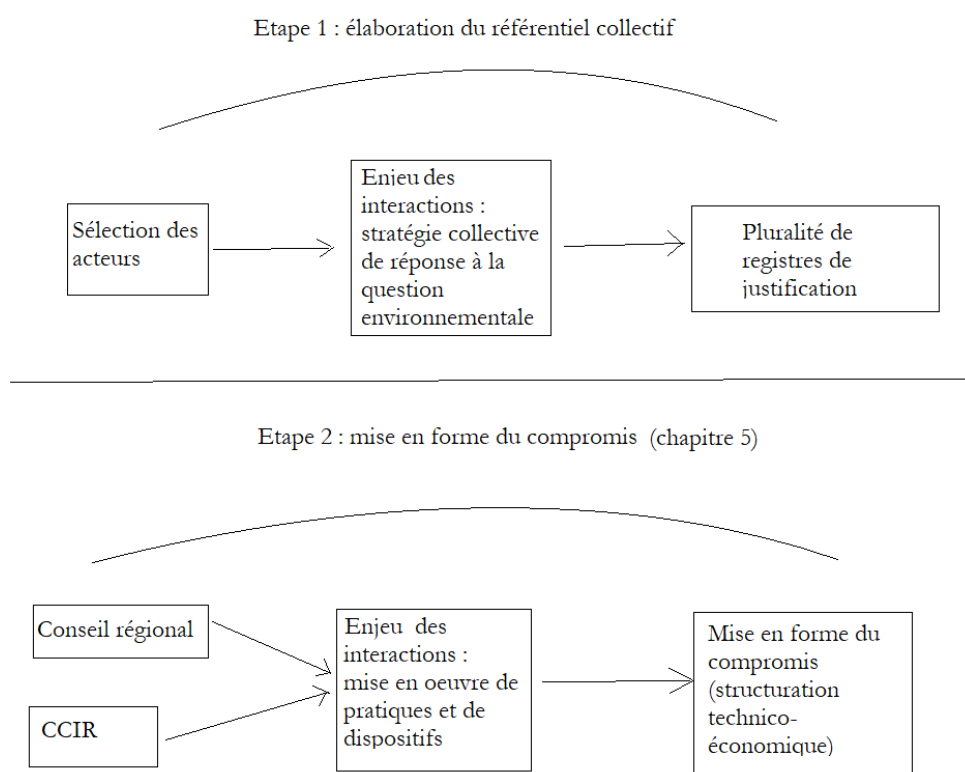 Etape 1 : élaboration du référentiel collectif
Sélection des
acteurs
Enjeu des
interactions :
stratégie collective
de réponse à la
question
environnementale
Pluralité de
registres de
justification
Etape 2 : mise en forme du compromis (chapitre 5)
Conseil régional
CCIR
Enjeu des
interactions :
mise en oeuvre de
pratiques et de
dispositifs
Mise en forme du
compromis
(structuration
technico-
économique)